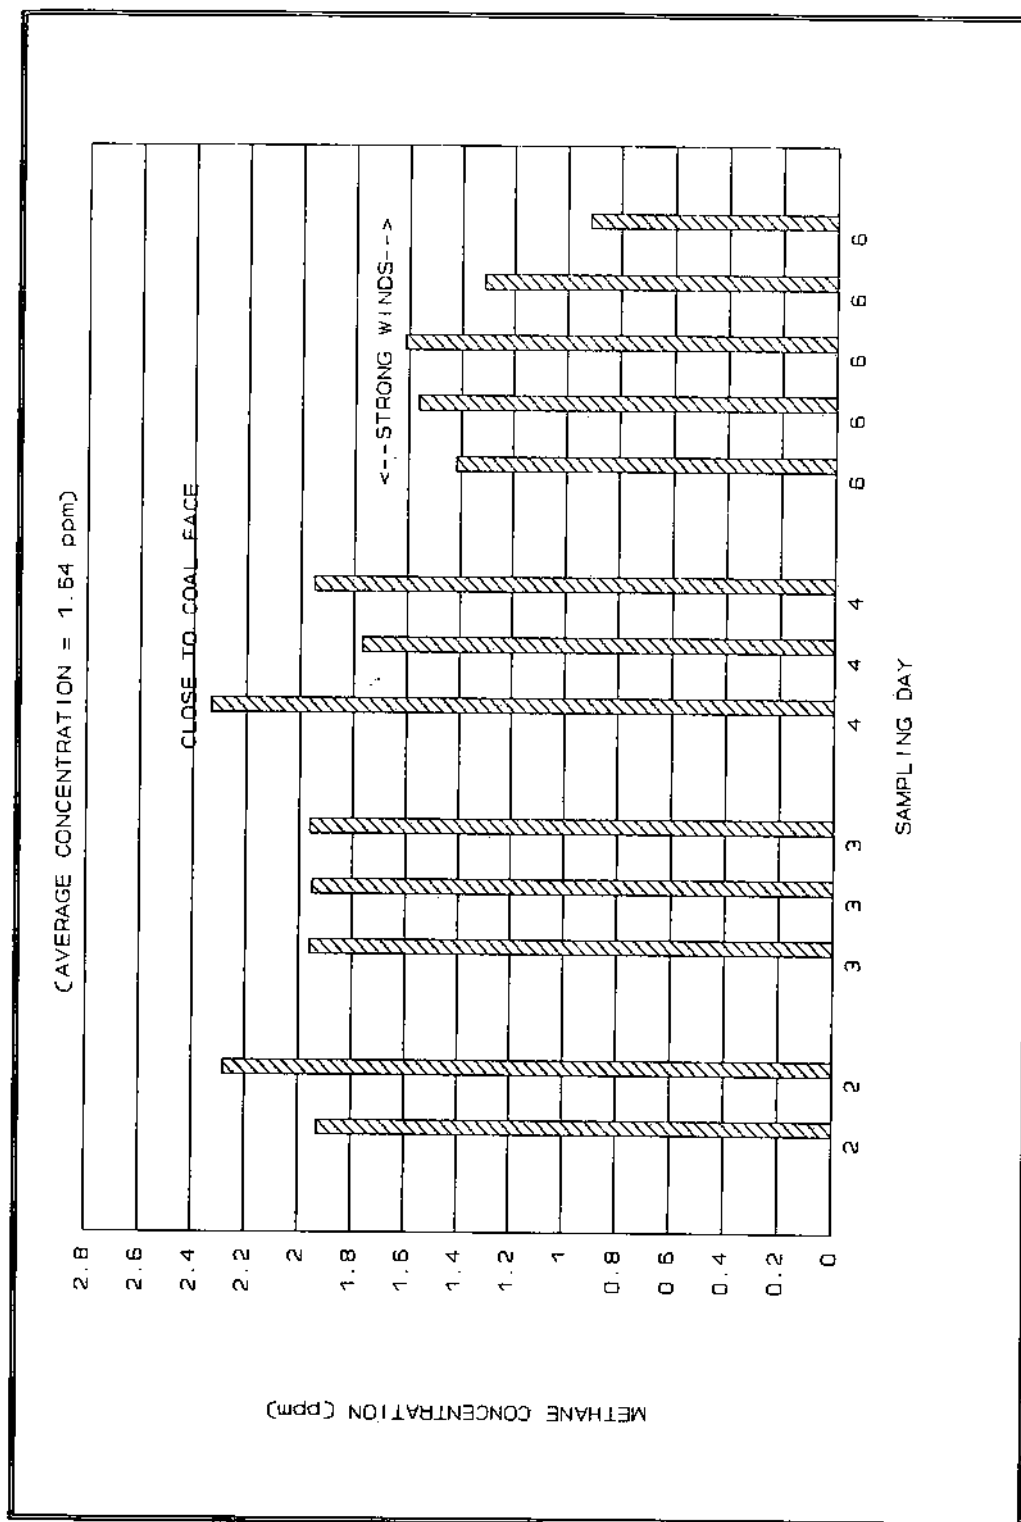 (AVERAGE CONCENTRATION = 1.54 ppm)
CLOSE TO COAL FACE
<---STRONG WINDS--->
METHANE CONCENTRATION (ppm)
2.8
2.6
2.4
2.2
2
1.8
1.6
1.4
1.2
1
0.8
0.6
0.4
0.2
0
2 2 3 3 3 4 4 4 6 6 6 6 6
SAMPLING DAY